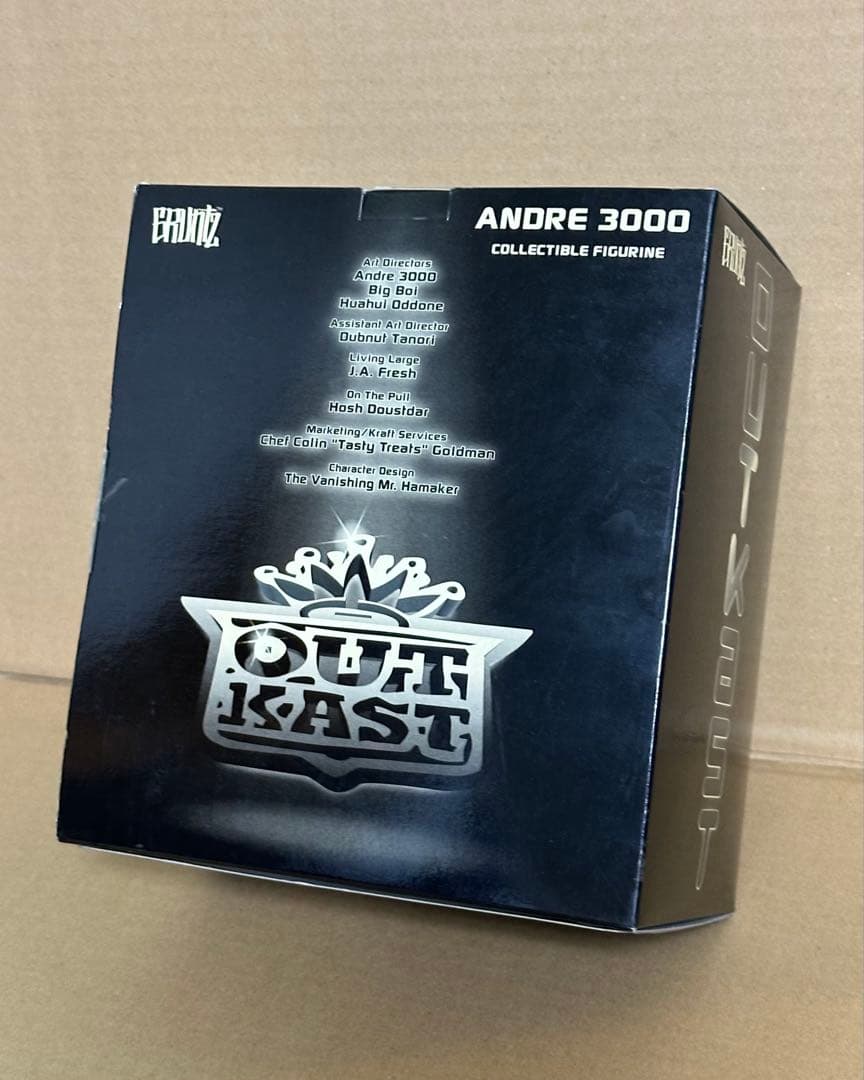 ERUNTZ
ANDRE 3000
COLLECTIBLE FIGURINE
Art Directors
Andre 3000
Big Boi
Huahui Oddone
Assistant Art Director
Dubnut Tanori
Living Large
J.A. Fresh
On The Pull
Hosh Doustdar
Marketing/Kraft Services
Chef Colin "Tasty Treats" Goldman
Character Design
The Vanishing Mr. Hamaker
OUT
KAST
ERUNTZ
OUTKAST